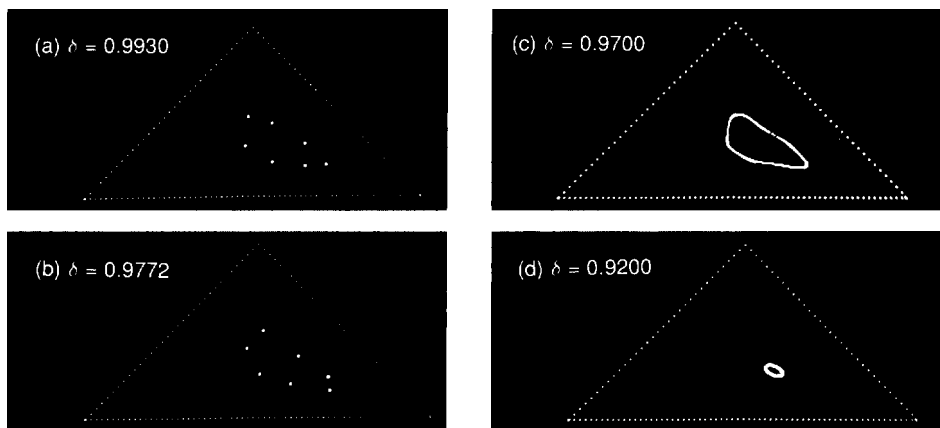 (a) δ = 0.9930
(b) δ = 0.9772
(c) δ = 0.9700
(d) δ = 0.9200